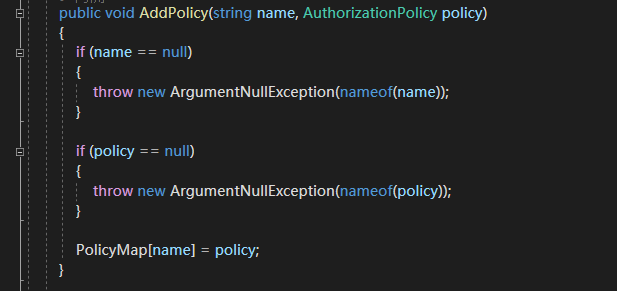 public void AddPolicy(string name, AuthorizationPolicy policy)
{
if (name == null)
{
throw new ArgumentNullException(nameof(name));
}
if (policy == null)
{
throw new ArgumentNullException(nameof(policy));
}
PolicyMap[name] = policy;
}